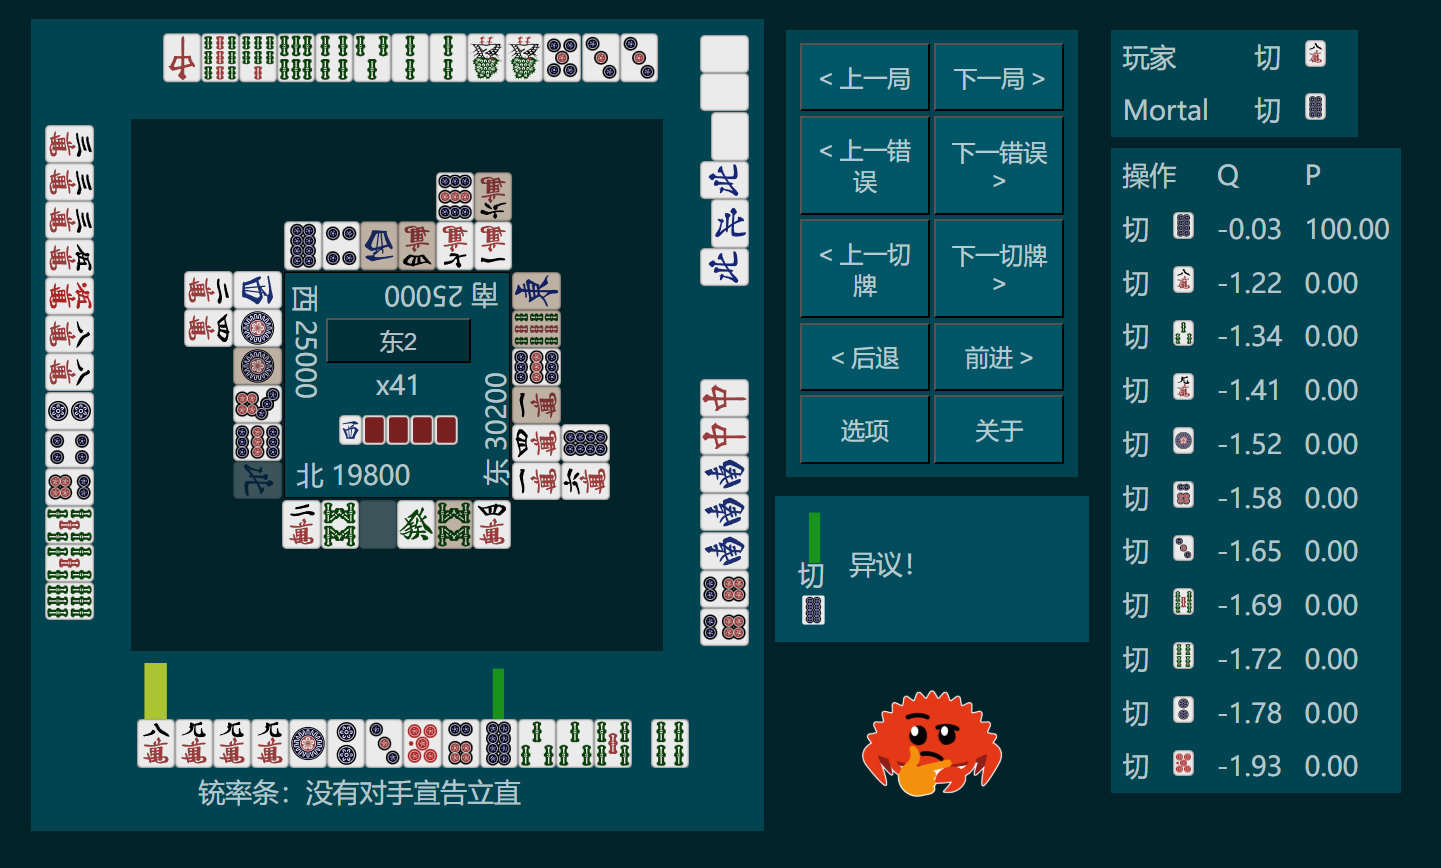 西 25000
南 25000
东2
x41
东 30200
北 19800
铳率条：没有对手宣告立直
< 上一局
下一局 >
< 上一错误
下一错误 >
< 上一切牌
下一切牌 >
< 后退
前进 >
选项
关于
切
异议！
玩家 切
Mortal 切
操作 Q P
切 -0.03 100.00
切 -1.22 0.00
切 -1.34 0.00
切 -1.41 0.00
切 -1.52 0.00
切 -1.58 0.00
切 -1.65 0.00
切 -1.69 0.00
切 -1.72 0.00
切 -1.78 0.00
切 -1.93 0.00